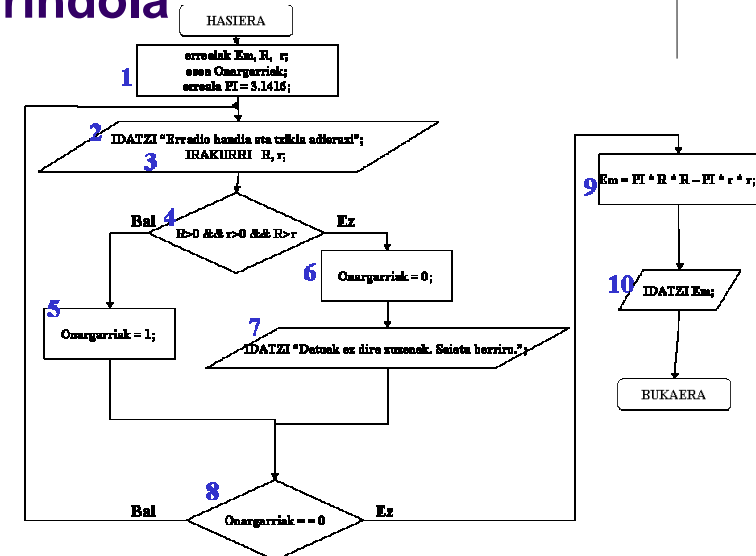 rindola
HASIERA
1
errealak Em, R, r;
osoa Onargarriak;
erreala PI = 3.1416;
2
IDATZI "Erradio handia eta txikia adierazi";
3
IRAKURRI R, r;
Bai
4
Ez
R>0 && r>0 && R>r
5
Onargarriak = 1;
6
Onargarriak = 0;
7
IDATZI "Datuak ez dira zuzenak. Saiatu berriro.";
8
Bai
Onargarriak = = 0
Ez
9
Em = PI * R * R – PI * r * r;
10
IDATZI Em;
BUKAERA